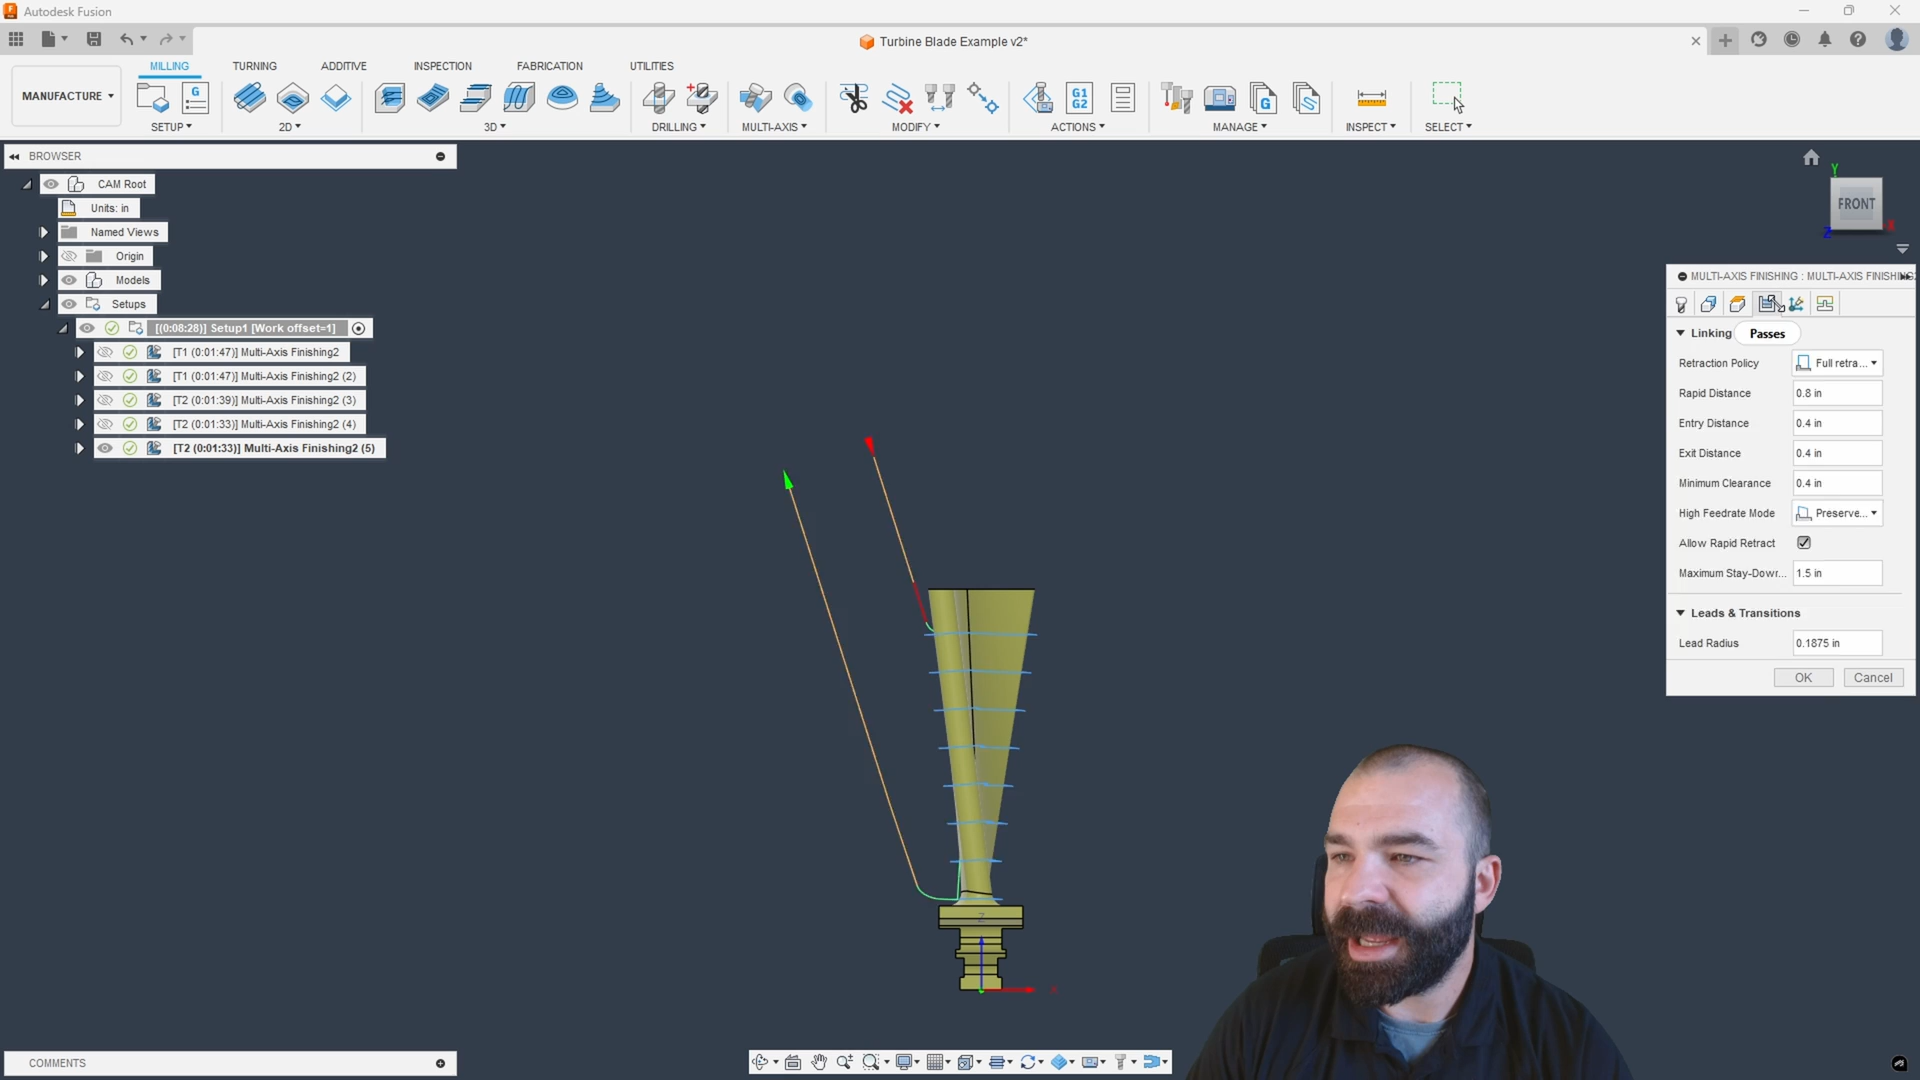 Autodesk Fusion
Turbine Blade Example v2*
MILLING
TURNING
ADDITIVE
INSPECTION
FABRICATION
UTILITIES
MANUFACTURE
G
G1
G2
G
SETUP
2D
3D
DRILLING
MULTI-AXIS
MODIFY
ACTIONS
MANAGE
INSPECT
SELECT
BROWSER
CAM Root
Units: in
Named Views
Origin
Models
Setups
[(0:08:28)] Setup1 [Work offset=1]
[T1 (0:01:47)] Multi-Axis Finishing2
[T1 (0:01:47)] Multi-Axis Finishing2 (2)
[T2 (0:01:39)] Multi-Axis Finishing2 (3)
[T2 (0:01:33)] Multi-Axis Finishing2 (4)
[T2 (0:01:33)] Multi-Axis Finishing2 (5)
Y
FRONT
Z
X
MULTI-AXIS FINISHING : MULTI-AXIS FINISHING
Linking
Passes
Retraction Policy
Full retra...
Rapid Distance
0.8 in
Entry Distance
0.4 in
Exit Distance
0.4 in
Minimum Clearance
0.4 in
High Feedrate Mode
Preserve...
Allow Rapid Retract
Maximum Stay-Down...
1.5 in
Leads & Transitions
Lead Radius
0.1875 in
OK
Cancel
Z
X
COMMENTS